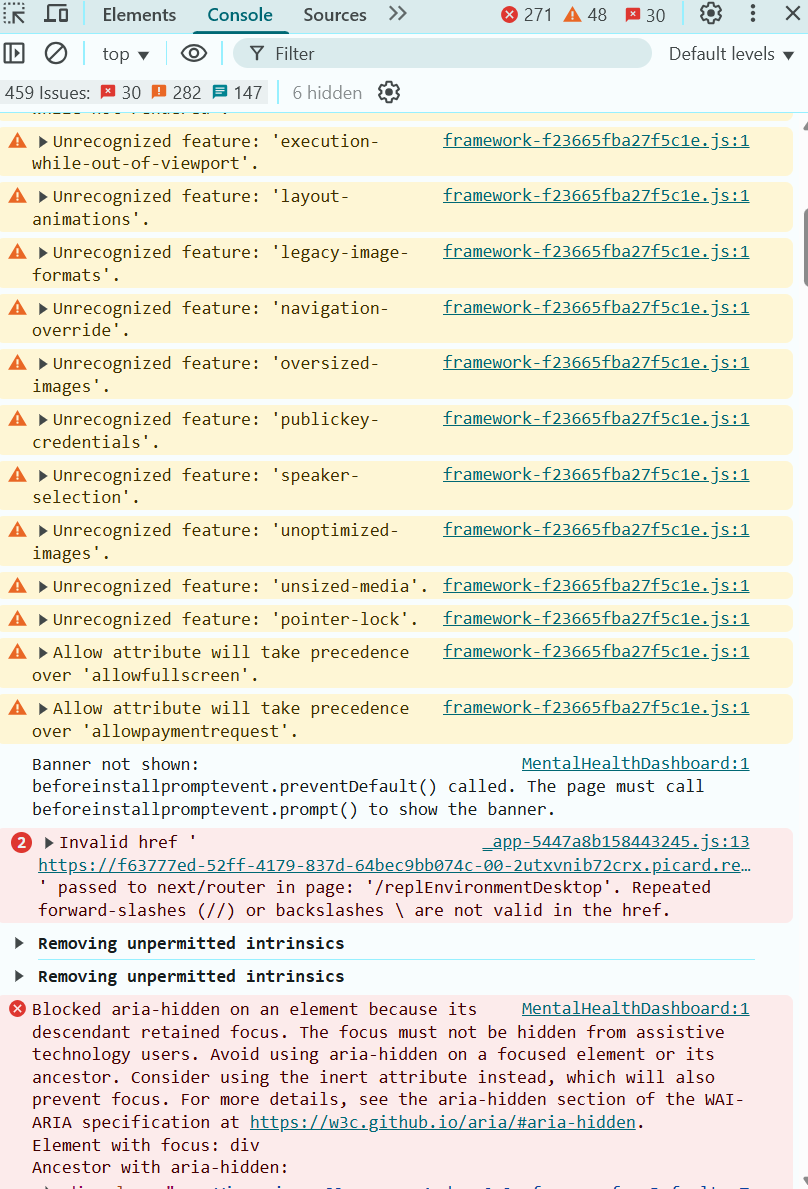 Elements Console Sources 271 48 30
top Filter Default levels
459 Issues: 30 282 147 6 hidden
Unrecognized feature: 'execution- framework-f23665fba27f5c1e.js:1
while-out-of-viewport'.
Unrecognized feature: 'layout- framework-f23665fba27f5c1e.js:1
animations'.
Unrecognized feature: 'legacy-image- framework-f23665fba27f5c1e.js:1
formats'.
Unrecognized feature: 'navigation- framework-f23665fba27f5c1e.js:1
override'.
Unrecognized feature: 'oversized- framework-f23665fba27f5c1e.js:1
images'.
Unrecognized feature: 'publickey- framework-f23665fba27f5c1e.js:1
credentials'.
Unrecognized feature: 'speaker- framework-f23665fba27f5c1e.js:1
selection'.
Unrecognized feature: 'unoptimized- framework-f23665fba27f5c1e.js:1
images'.
Unrecognized feature: 'unsized-media'. framework-f23665fba27f5c1e.js:1
Unrecognized feature: 'pointer-lock'. framework-f23665fba27f5c1e.js:1
Allow attribute will take precedence framework-f23665fba27f5c1e.js:1
over 'allowfullscreen'.
Allow attribute will take precedence framework-f23665fba27f5c1e.js:1
over 'allowpaymentrequest'.
Banner not shown: MentalHealthDashboard:1
beforeinstallpromptevent.preventDefault() called. The page must call
beforeinstallpromptevent.prompt() to show the banner.
2 Invalid href ' _app-5447a8b158443245.js:13
https://f63777ed-52ff-4179-837d-64bec9bb074c-00-2utxvnib72crx.picard.re…
' passed to next/router in page: '/replEnvironmentDesktop'. Repeated
forward-slashes (//) or backslashes \ are not valid in the href.
Removing unpermitted intrinsics
Removing unpermitted intrinsics
Blocked aria-hidden on an element because its MentalHealthDashboard:1
descendant retained focus. The focus must not be hidden from assistive
technology users. Avoid using aria-hidden on a focused element or its
ancestor. Consider using the inert attribute instead, which will also
prevent focus. For more details, see the aria-hidden section of the WAI-
ARIA specification at https://w3c.github.io/aria/#aria-hidden.
Element with focus: div
Ancestor with aria-hidden: